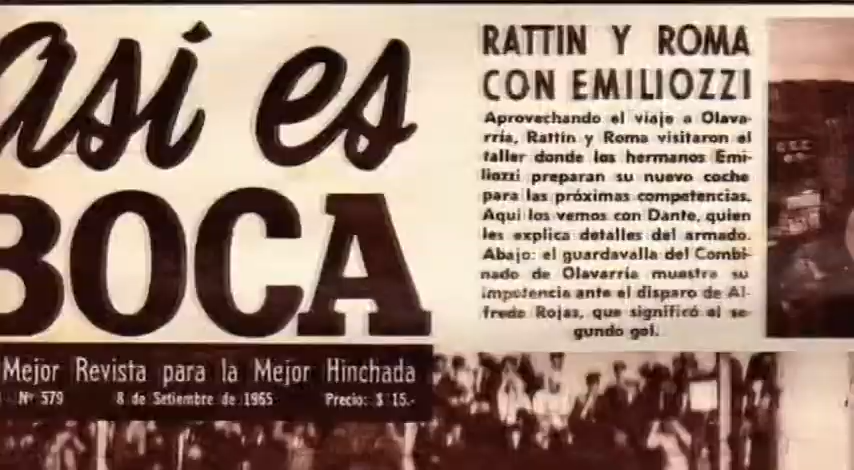 así es
BOCA
Mejor Revista para la Mejor Hinchada
Nº 579 8 de Setiembre de 1965 Precio: $ 15.-
RATTIN Y ROMA
CON EMILIOZZI
Aprovechando el viaje a Olava-
rría, Rattín y Roma visitaron el
taller donde los hermanos Emi-
liozzi preparan su nuevo coche
para las próximas competencias.
Aquí los vemos con Dante, quien
les explica detalles del armado.
Abajo: el guardavalla del Combi-
nado de Olavarría muestra su
impotencia ante el disparo de Al-
fredo Rojas, que significó el se-
gundo gol.